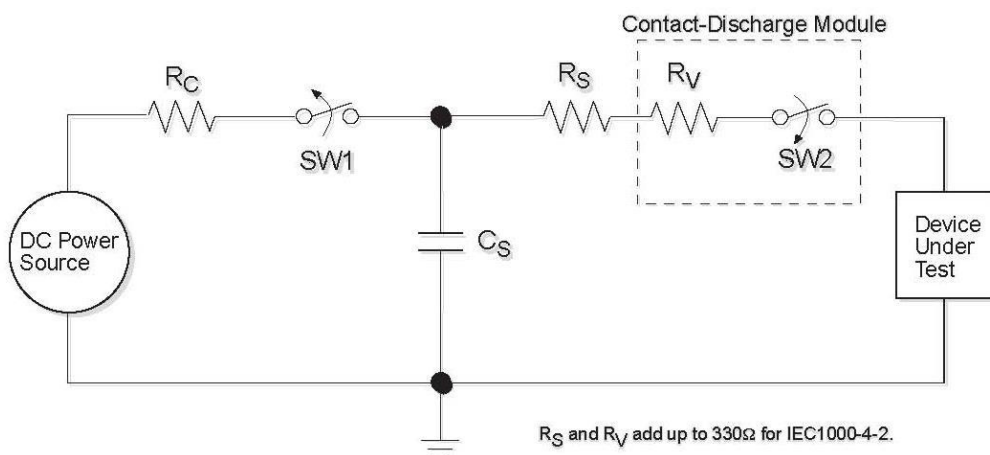 Contact-Discharge Module
RC
RS
RV
SW1
SW2
DC Power
Source
CS
Device
Under
Test
RS and RV add up to 330Ω for IEC1000-4-2.